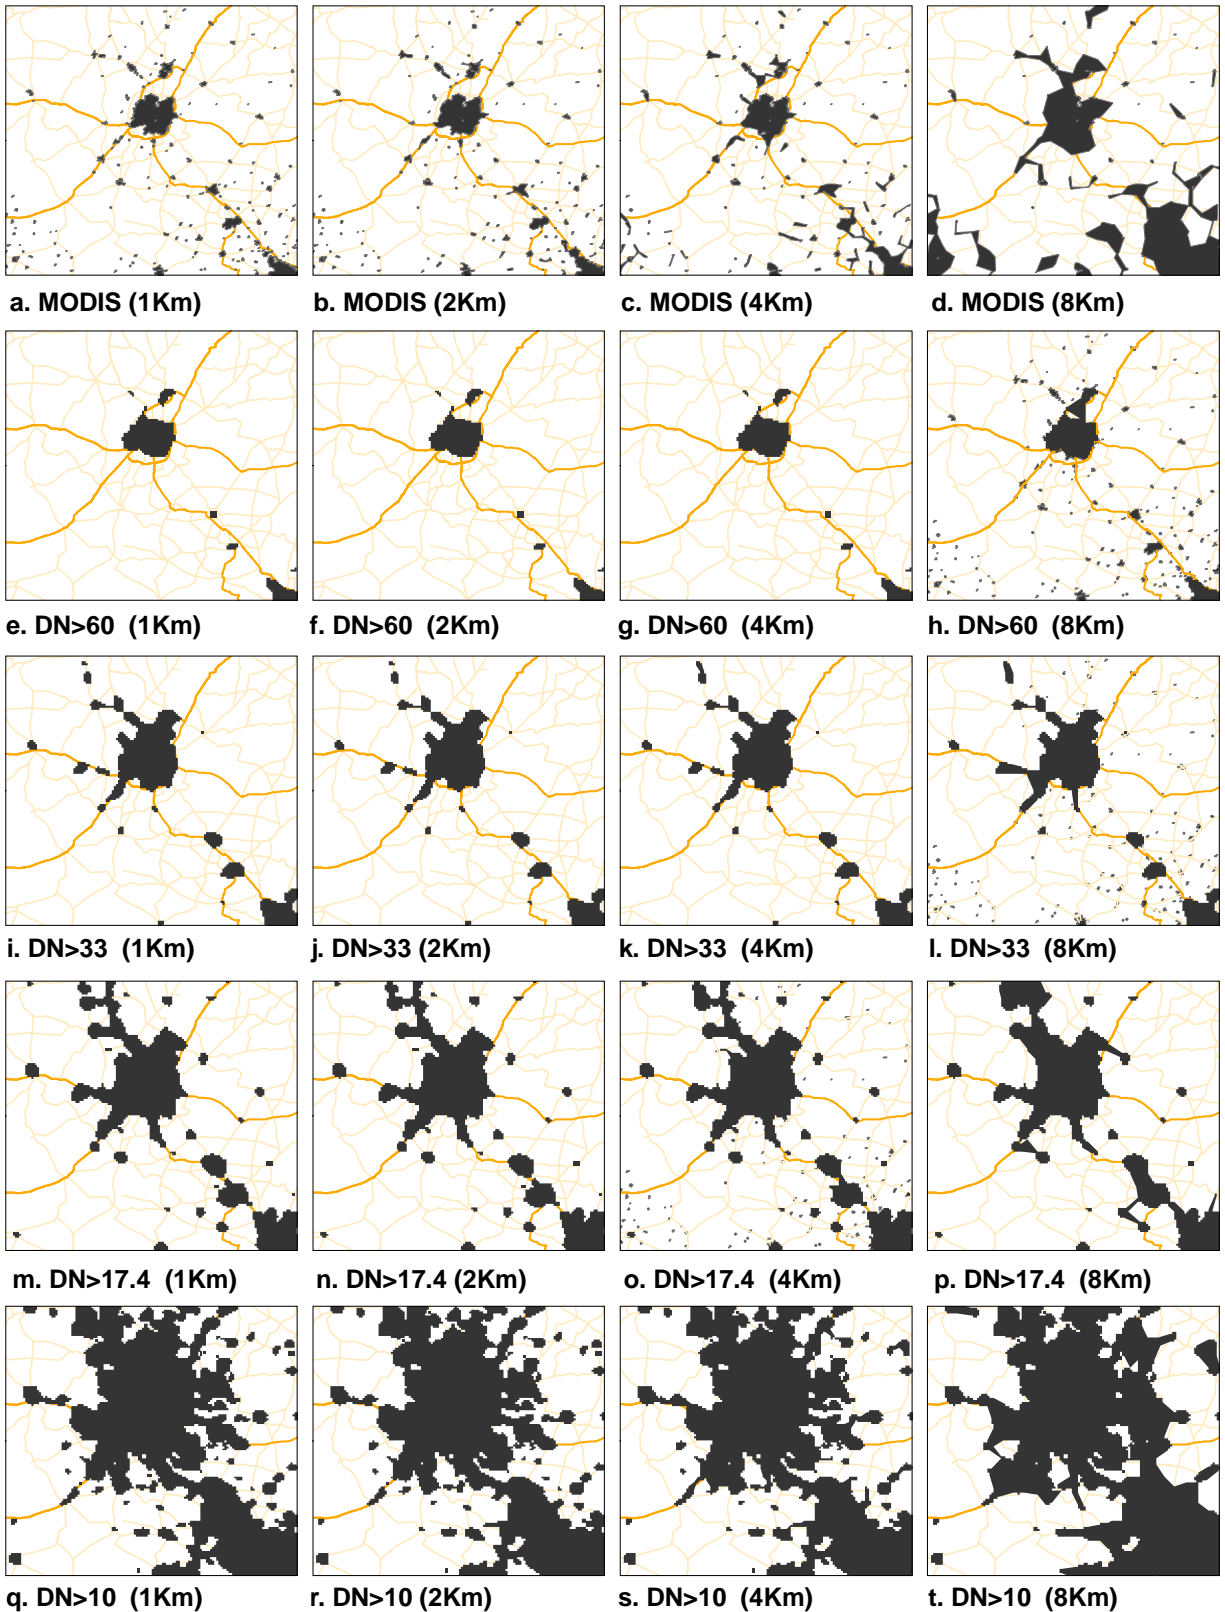 a. MODIS (1Km) b. MODIS (2Km) c. MODIS (4Km) d. MODIS (8Km)
e. DN>60 (1Km) f. DN>60 (2Km) g. DN>60 (4Km) h. DN>60 (8Km)
i. DN>33 (1Km) j. DN>33 (2Km) k. DN>33 (4Km) l. DN>33 (8Km)
m. DN>17.4 (1Km) n. DN>17.4 (2Km) o. DN>17.4 (4Km) p. DN>17.4 (8Km)
q. DN>10 (1Km) r. DN>10 (2Km) s. DN>10 (4Km) t. DN>10 (8Km)